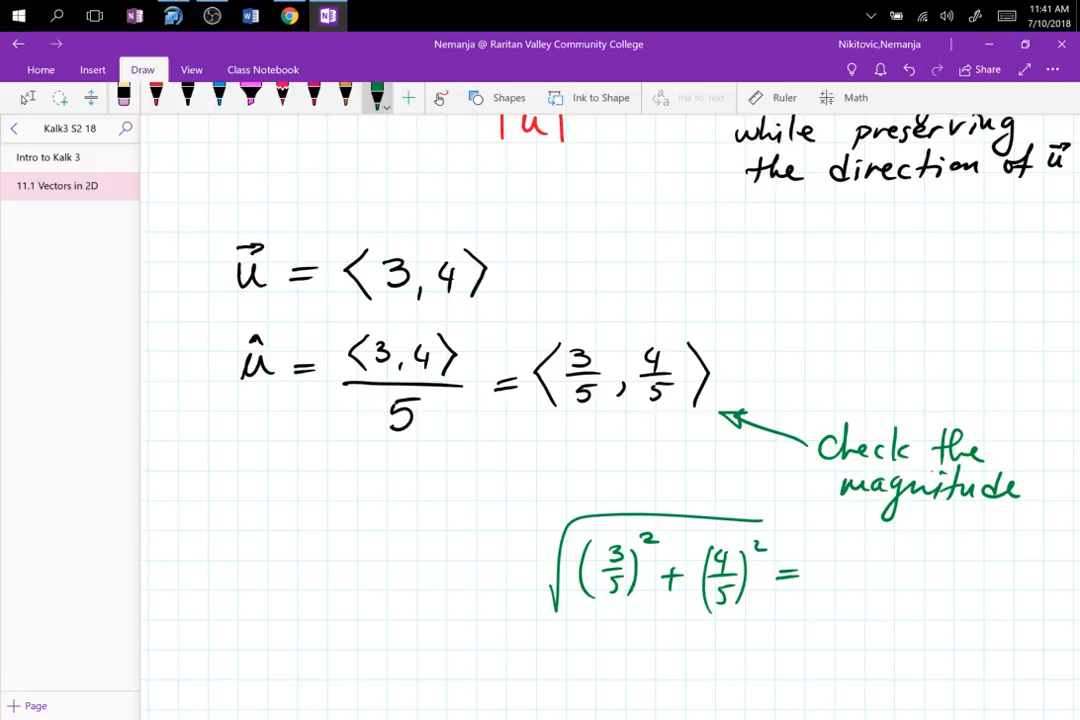 11:41 AM
7/10/2018
Nemanja @ Raritan Valley Community College
Nikitovic,Nemanja
Home Insert Draw View Class Notebook
Share
Shapes Ink to Shape Ink to Text Ruler Math
Kalk3 S2 18
Intro to Kalk 3
11.1 Vectors in 2D
|u|
while preserving
the direction of u⃗
u⃗ = ⟨3,4⟩
û = ⟨3,4⟩/5 = ⟨3/5, 4/5⟩
check the
magnitude
√((3/5)² + (4/5)²) =
Page